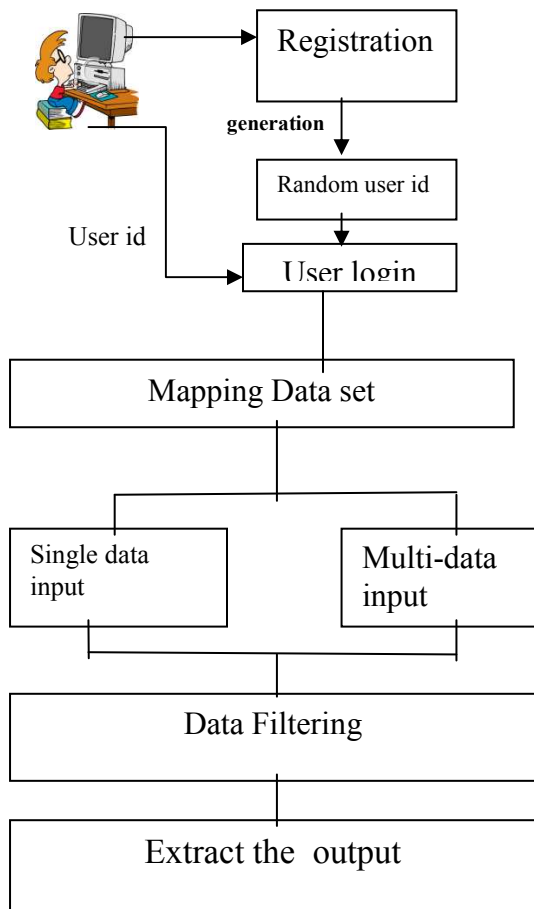 Registration
generation
Random user id
User id
User login
Mapping Data set
Single data
input
Multi-data
input
Data Filtering
Extract the output